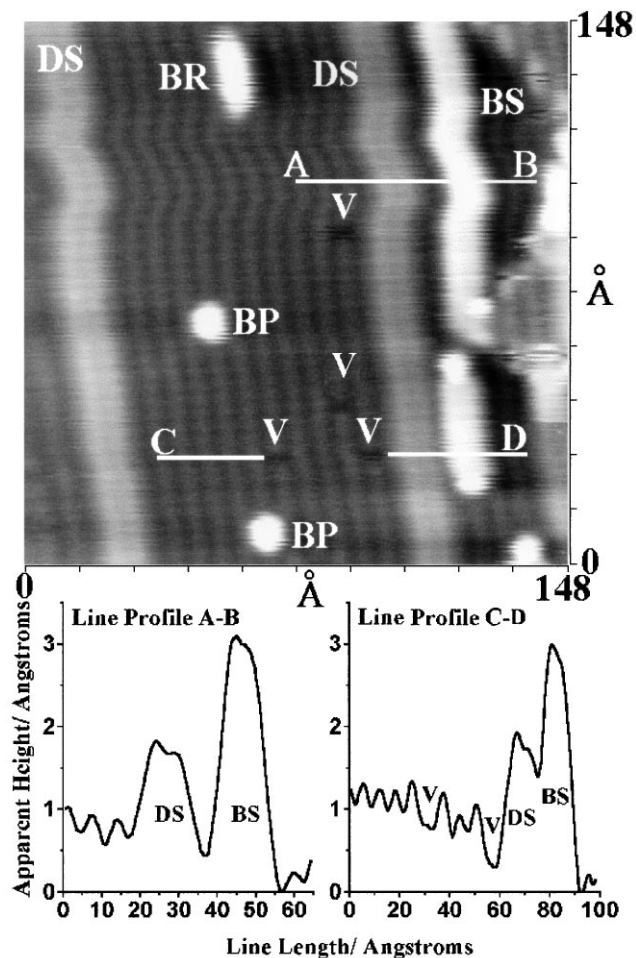 148
DS
BR
DS
BS
A
B
V
Å
BP
V
C
V
V
D
BP
0
0
Å
148
Line Profile A-B
Line Profile C-D
Apparent Height/ Angstroms
3
2
1
0
DS
BS
0 10 20 30 40 50 60
3
2
1
0
V
V
DS
BS
0 20 40 60 80 100
Line Length/ Angstroms